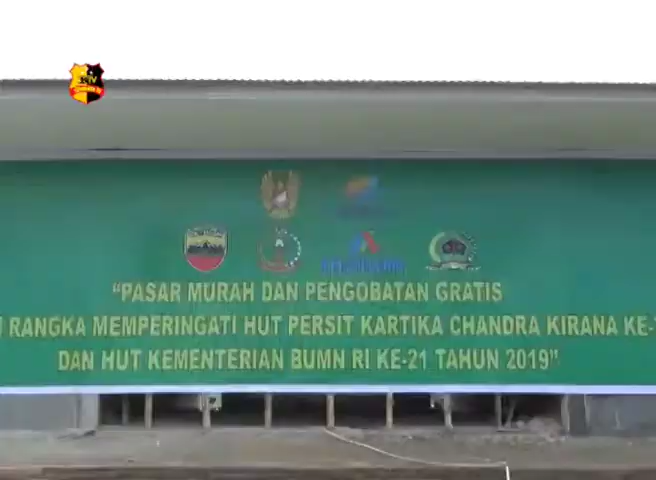 "PASAR MURAH DAN PENGOBATAN GRATIS
RANGKA MEMPERINGATI HUT PERSIT KARTIKA CHANDRA KIRANA KE-
DAN HUT KEMENTERIAN BUMN RI KE-21 TAHUN 2019"